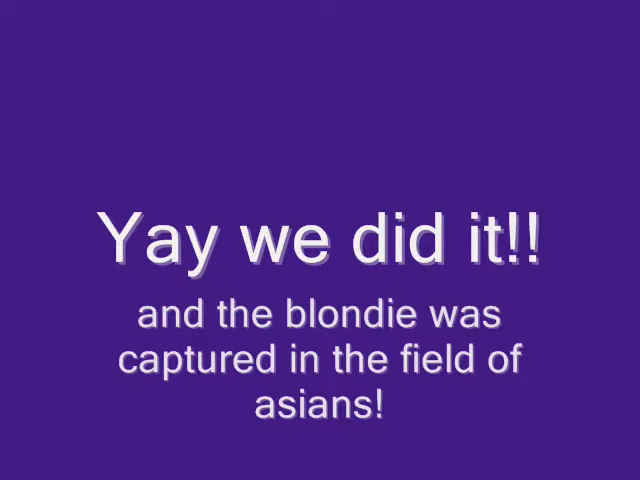 Yay we did it!!
and the blondie was
captured in the field of
asians!